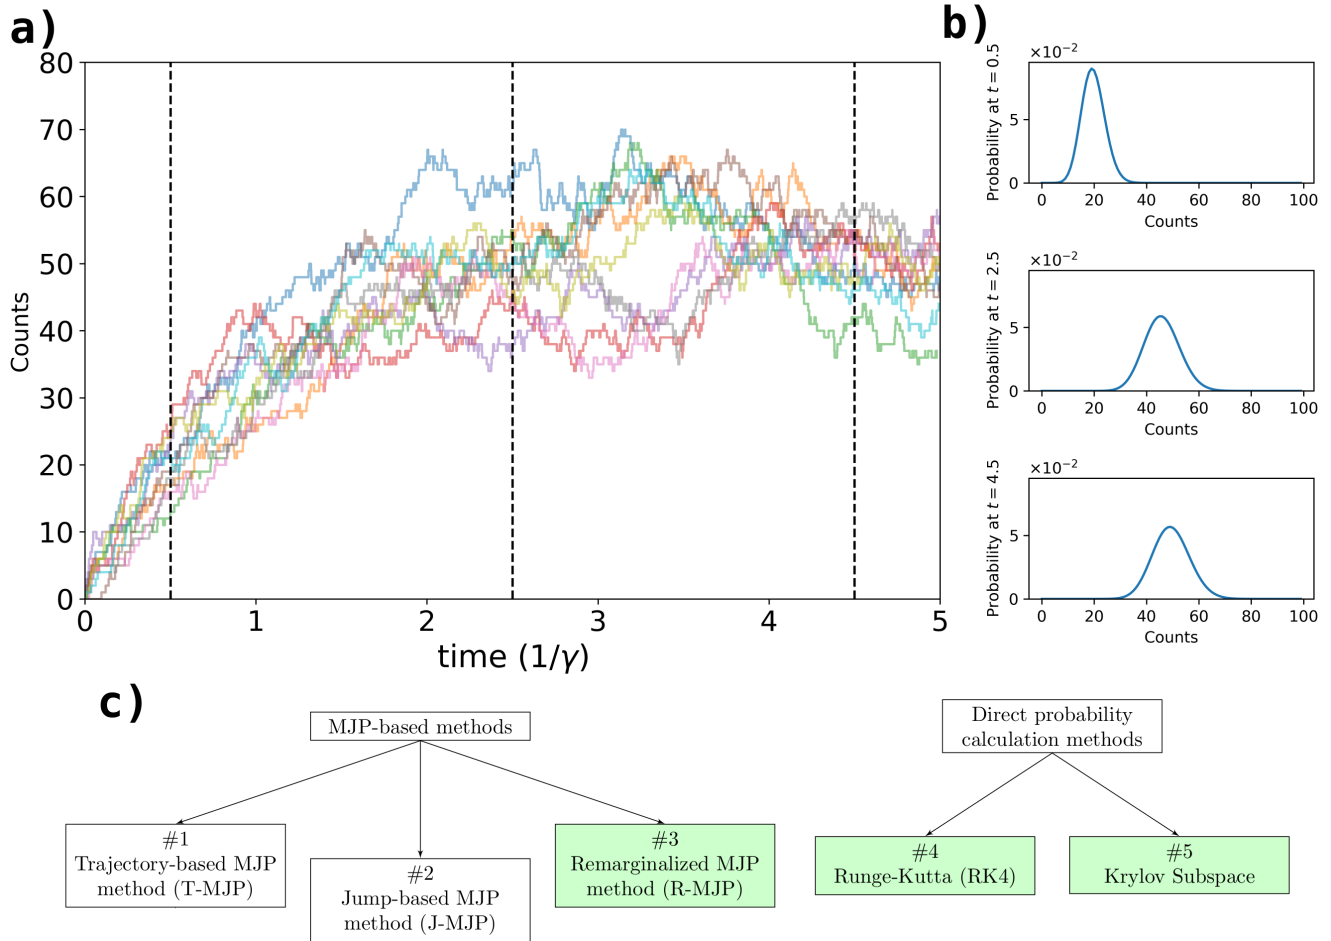 a)
80
70
60
50
40
30
20
10
0
Counts
0 1 2 3 4 5
time (1/γ)
b)
×10−2
Probability at t = 0.5
5
0
0 20 40 60 80 100
Counts
×10−2
Probability at t = 2.5
5
0
0 20 40 60 80 100
Counts
×10−2
Probability at t = 4.5
5
0
0 20 40 60 80 100
Counts
c)
MJP-based methods
#1
Trajectory-based MJP
method (T-MJP)
#2
Jump-based MJP
method (J-MJP)
#3
Remarginalized MJP
method (R-MJP)
Direct probability
calculation methods
#4
Runge-Kutta (RK4)
#5
Krylov Subspace